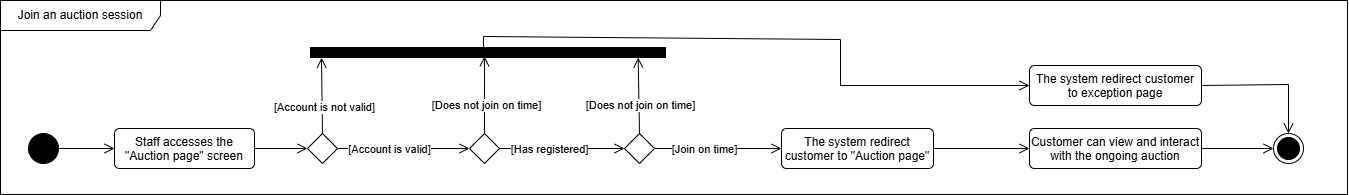 Join an auction session
[Account is not valid]
[Does not join on time]
[Does not join on time]
The system redirect customer
to exception page
Staff accesses the
"Auction page" screen
[Account is valid]
[Has registered]
[Join on time]
The system redirect
customer to "Auction page"
Customer can view and interact
with the ongoing auction